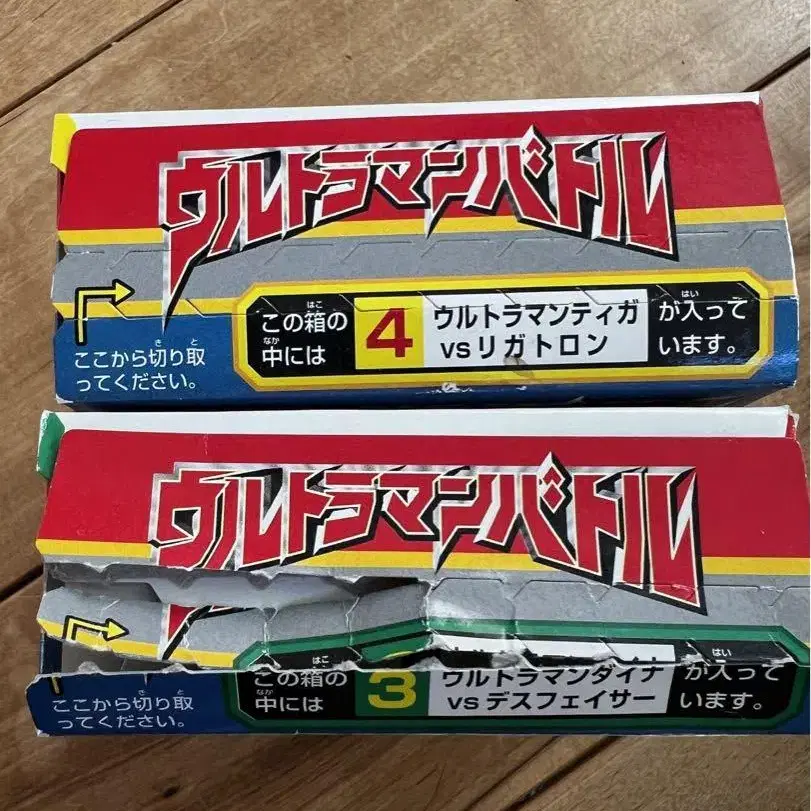 ウルトラマンバトル
ここから切り取
ってください。
この箱の
中には
4
ウルトラマンティガ
VSリガトロン
が入って
います。
ウルトラマンバトル
ここから切り取
ってください。
この箱の
中には
3
ウルトラマンダイナ
VSデスフェイサー
が入って
います。